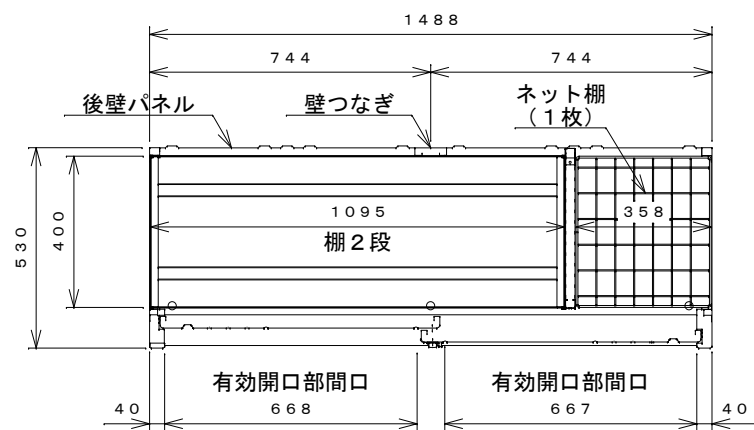 1488
744 744
後壁パネル 壁つなぎ ネット棚
(1枚)
530 400
1095 358
棚2段
有効開口部間口 有効開口部間口
40 668 667 40